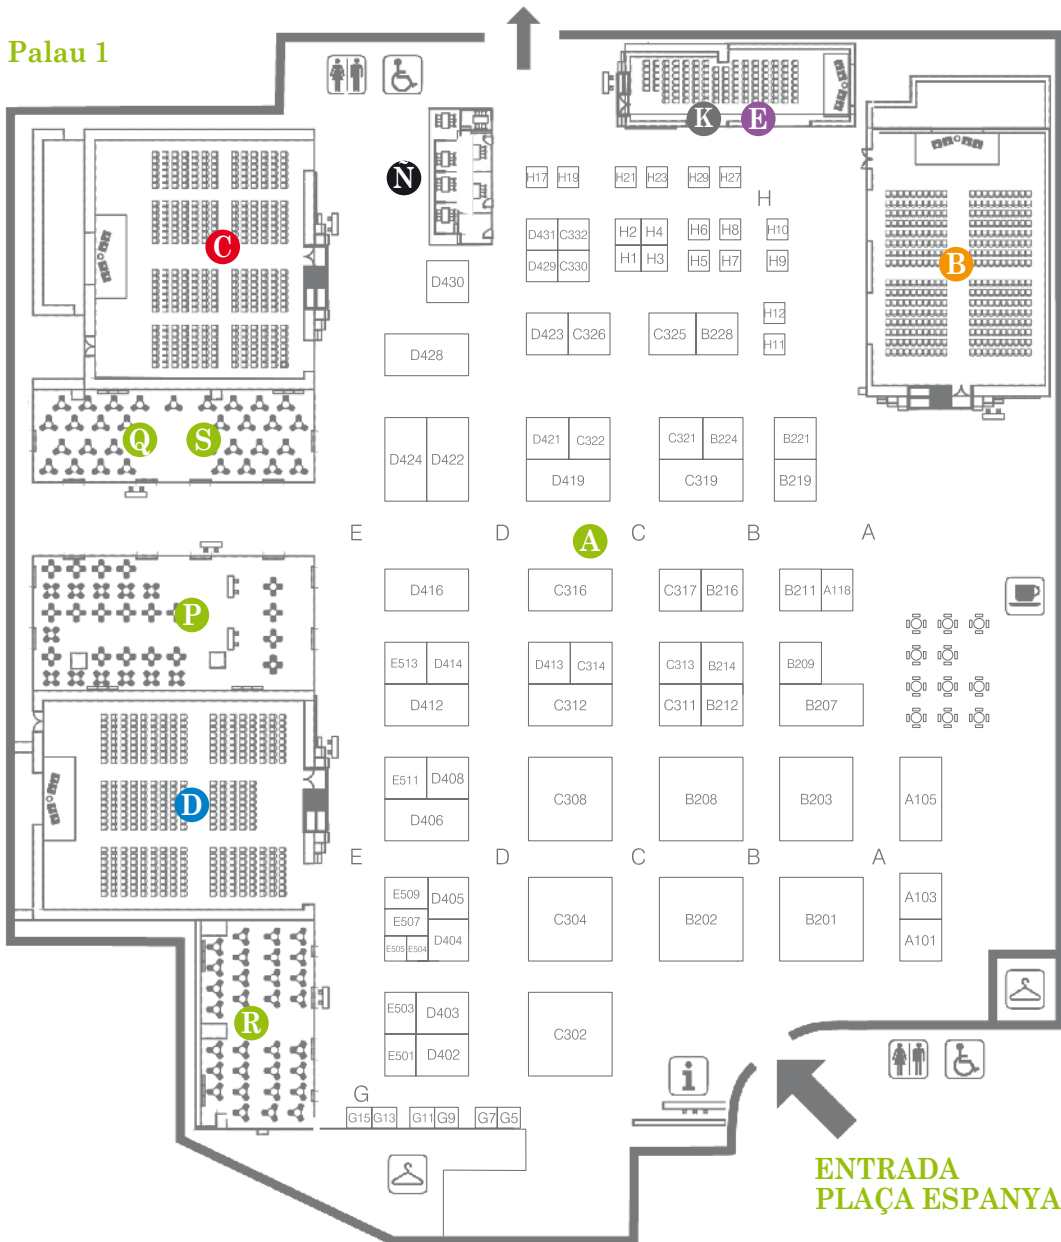 Palau 1
K
E
N
H17
H19
H21
H23
H29
H27
H
C
D431
C332
H2
H4
H6
H8
H10
D429
C330
H1
H3
H5
H7
H9
B
D430
H12
D423
C326
C325
B228
H11
D428
Q
S
D424
D422
D421
C322
C321
B224
B221
D419
C319
B219
E
D
A
C
B
A
D416
C316
C317
B216
B211
A118
P
E513
D414
D413
C314
C313
B214
B209
D412
C312
C311
B212
B207
D
E511
D408
C308
B208
B203
A105
D406
E
D
C
B
A
E509
D405
C304
B202
B201
A103
E507
E505
E504
D404
A101
R
E503
D403
C302
E501
D402
i
G
G15
G13
G11
G9
G7
G5
ENTRADA
PLAÇA ESPANYA